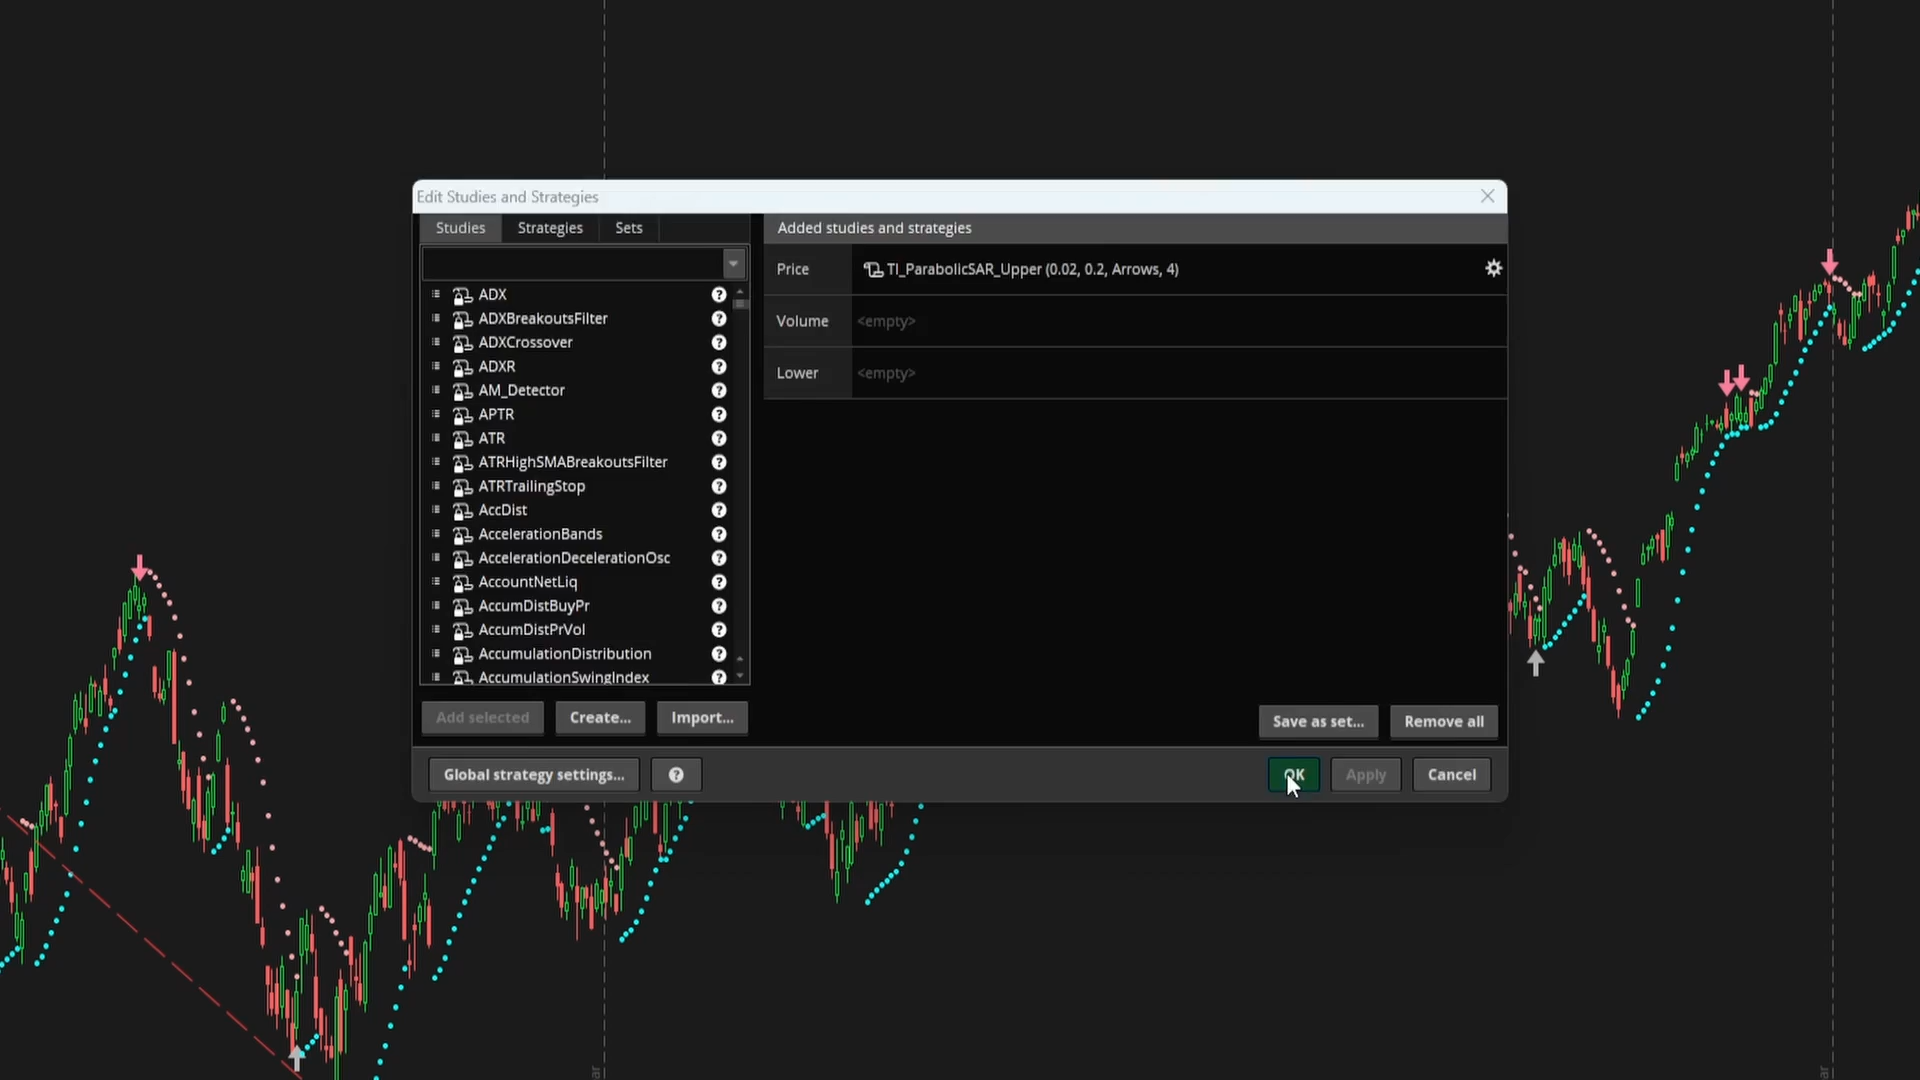 Edit Studies and Strategies
Studies Strategies Sets
Added studies and strategies
Price TI_ParabolicSAR_Upper (0.02, 0.2, Arrows, 4)
Volume <empty>
Lower <empty>
ADX
ADXBreakoutsFilter
ADXCrossover
ADXR
AM_Detector
APTR
ATR
ATRHighSMABreakoutsFilter
ATRTrailingStop
AccDist
AccelerationBands
AccelerationDecelerationOsc
AccountNetLiq
AccumDistBuyPr
AccumDistPrVol
AccumulationDistribution
AccumulationSwingIndex
Add selected Create... Import...
Save as set... Remove all
Global strategy settings... ?
OK Apply Cancel